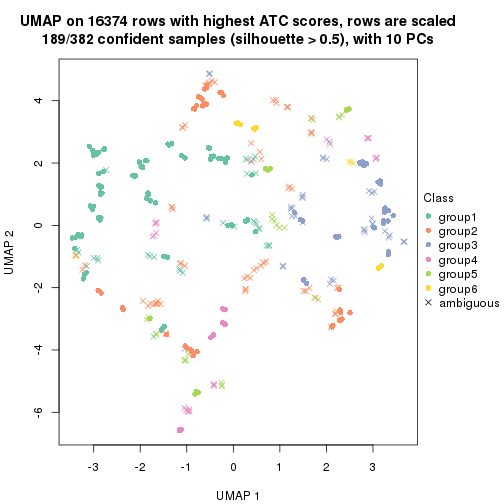 UMAP on 16374 rows with highest ATC scores, rows are scaled
189/382 confident samples (silhouette > 0.5), with 10 PCs
4
2
0
-2
-4
-6
UMAP 2
-3
-2
-1
0
1
2
3
UMAP 1
Class
group1
group2
group3
group4
group5
group6
ambiguous